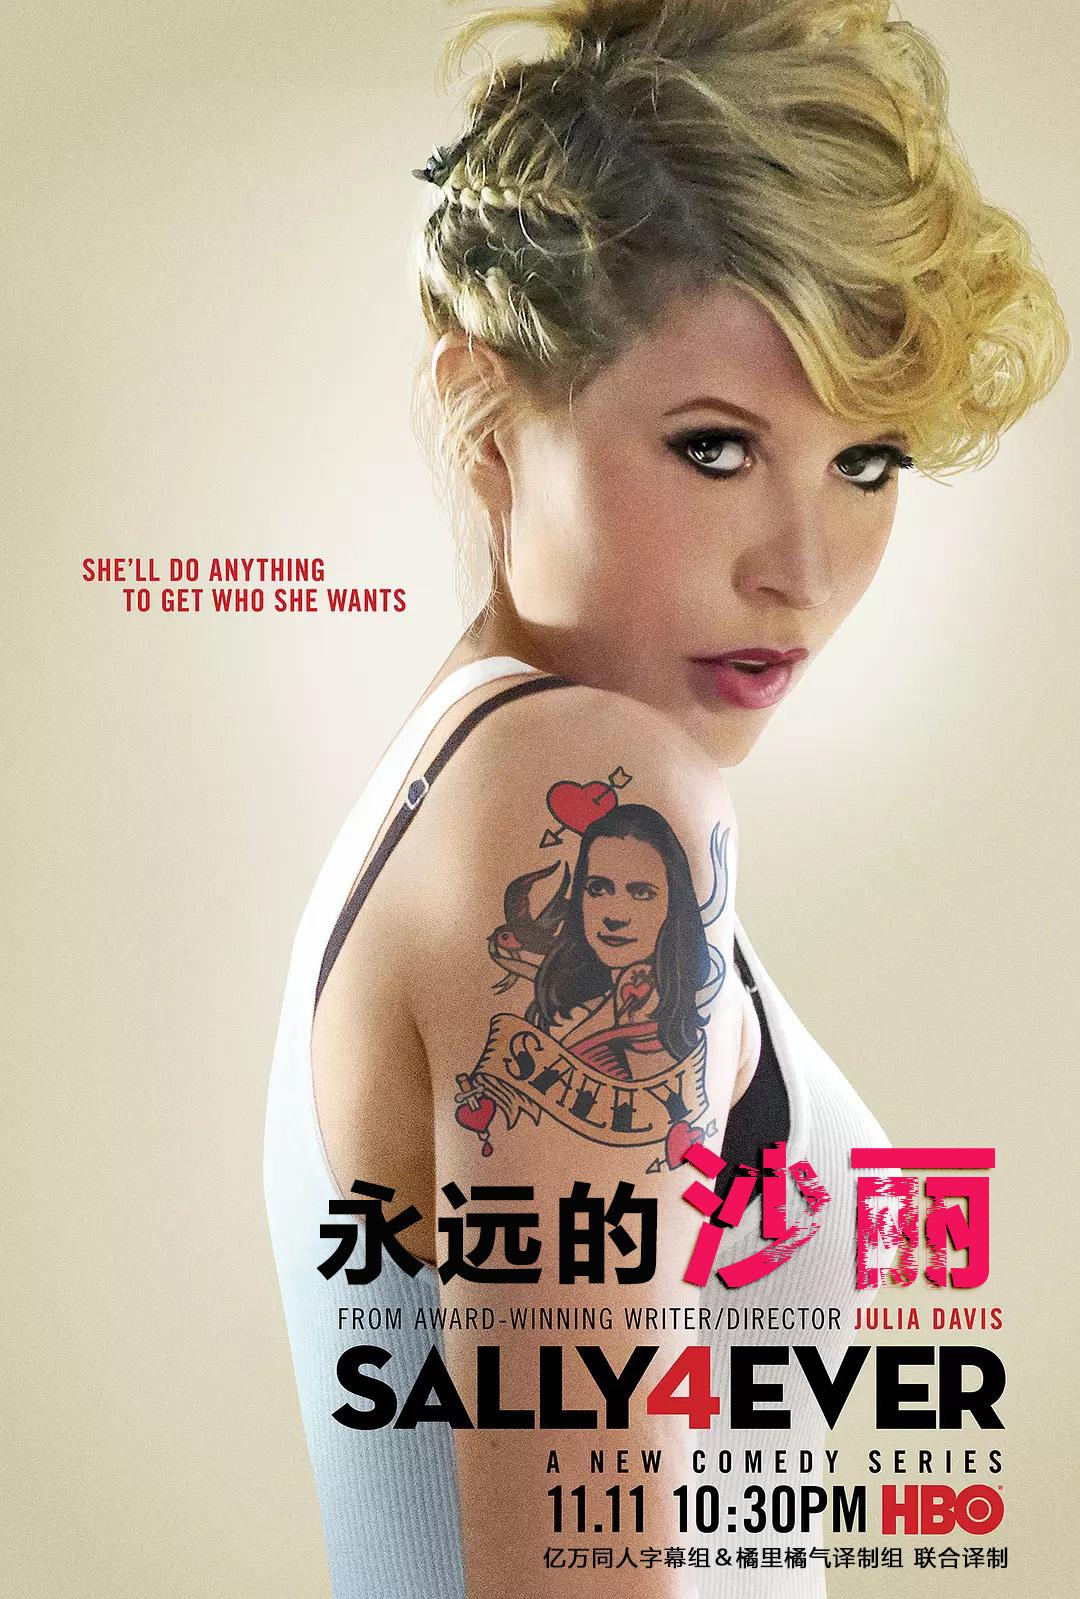 SHE’LL DO ANYTHING
TO GET WHO SHE WANTS
SALLY
永远的沙丽
FROM AWARD-WINNING WRITER/DIRECTOR JULIA DAVIS
SALLY4EVER
A NEW COMEDY SERIES
11.11 10:30PM HBO®
亿万同人字幕组＆橘里橘气译制组 联合译制